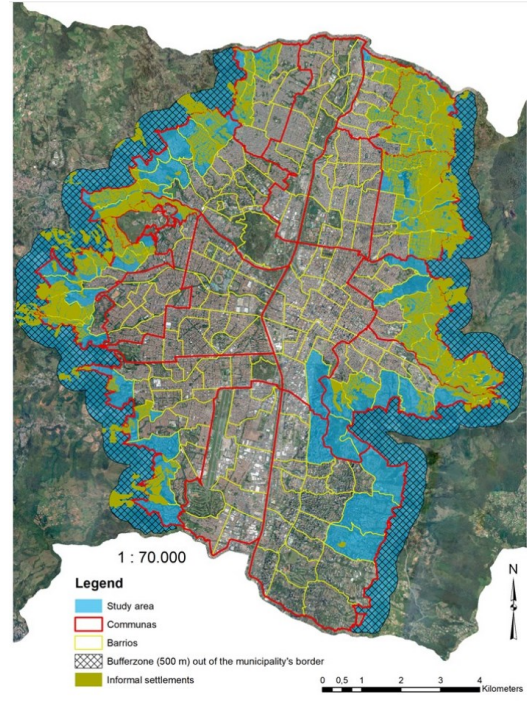 1 : 70.000
Legend
Study area
Communas
Barrios
Bufferzone (500 m) out of the municipality's border
Informal settlements
N
0 0,5 1 2 3 4
Kilometers